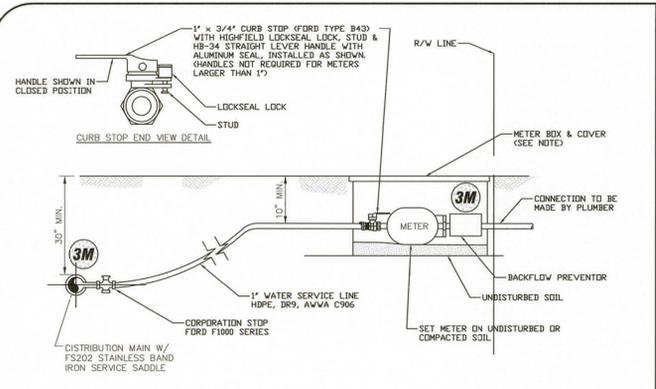 1" x 3/4" CURB STOP (FORD TYPE B43)
WITH HIGHFIELD LOCKSEAL LOCK, STUD &
HB-34 STRAIGHT LEVER HANDLE WITH
ALUMINUM SEAL, INSTALLED AS SHOWN.
(HANDLES NOT REQUIRED FOR METERS
LARGER THAN 1")
R/W LINE
HANDLE SHOWN IN
CLOSED POSITION
LOCKSEAL LOCK
STUD
CURB STOP END VIEW DETAIL
METER BOX & COVER
(SEE NOTE)
30" MIN.
10" MIN.
3M
CONNECTION TO BE
MADE BY PLUMBER
METER
3M
BACKFLOW PREVENTOR
1" WATER SERVICE LINE
HDPE, DR9, AWWA C906
UNDISTURBED SOIL
CORPORATION STOP
FORD F1000 SERIES
SET METER ON UNDISTURBED OR
COMPACTED SOIL
DISTRIBUTION MAIN W/
FS202 STAINLESS BAND
IRON SERVICE SADDLE